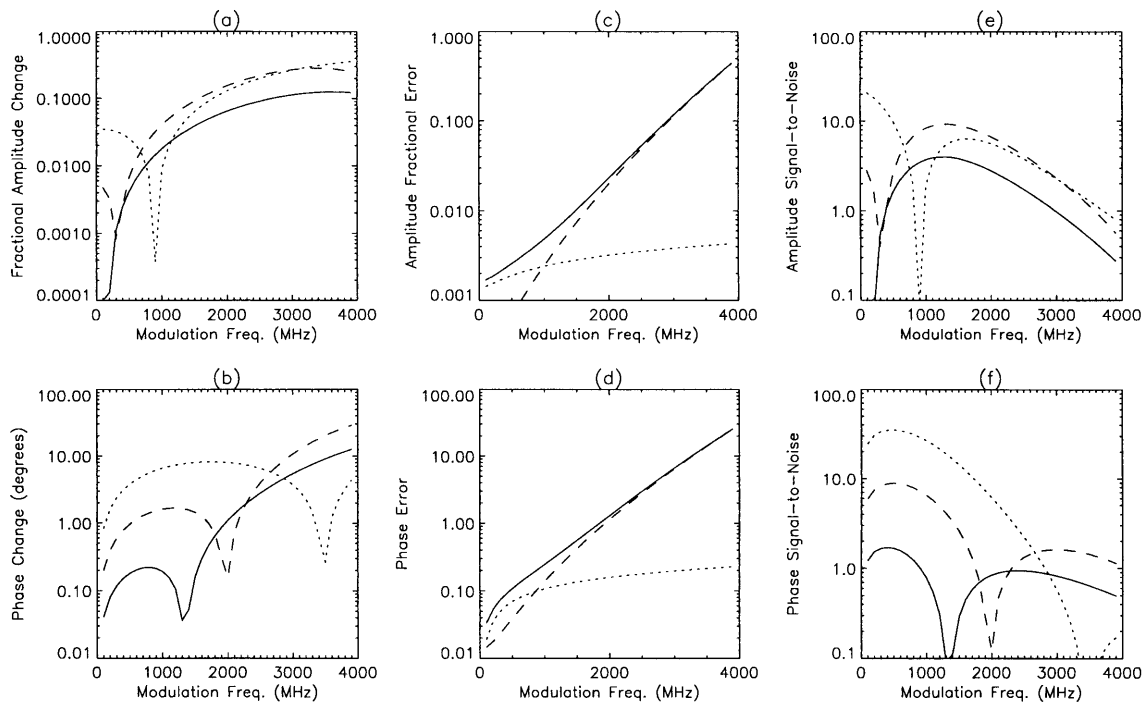 (a)
Fractional Amplitude Change
1.0000
0.1000
0.0100
0.0010
0.0001
0 1000 2000 3000 4000
Modulation Freq. (MHz)
(c)
Amplitude Fractional Error
1.000
0.100
0.010
0.001
0 2000 4000
Modulation Freq. (MHz)
(e)
Amplitude Signal-to-Noise
100.0
10.0
1.0
0.1
0 1000 2000 3000 4000
Modulation Freq. (MHz)
(b)
Phase Change (degrees)
100.00
10.00
1.00
0.10
0.01
0 1000 2000 3000 4000
Modulation Freq. (MHz)
(d)
Phase Error
100.00
10.00
1.00
0.10
0.01
0 2000 4000
Modulation Freq. (MHz)
(f)
Phase Signal-to-Noise
100.0
10.0
1.0
0.1
0 1000 2000 3000 4000
Modulation Freq. (MHz)